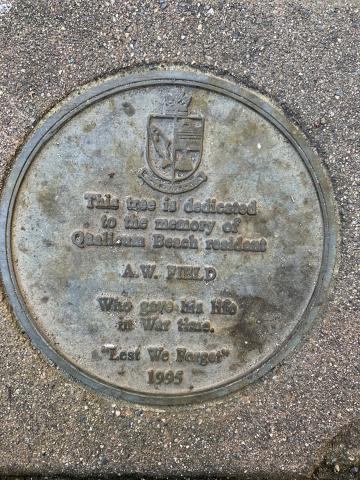 This tree is dedicated
to the memory of
Qualicum Beach resident
A.W. FIELD
Who gave his life
in War time.
"Lest We Forget"
1995